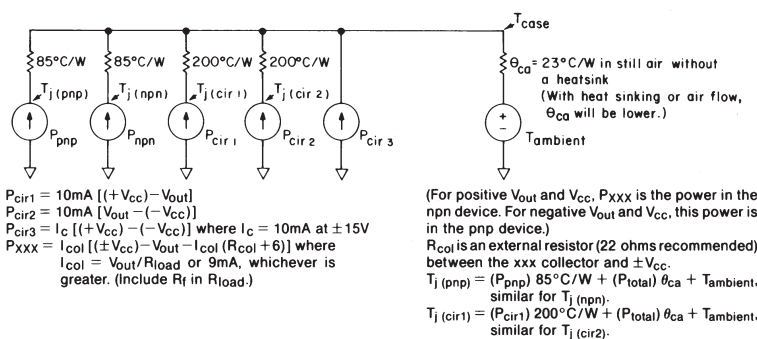 T_case
85°C/W
85°C/W
200°C/W
200°C/W
θ_ca = 23°C/W in still air without
a heatsink
(With heat sinking or air flow,
θ_ca will be lower.)
T_j (pnp)
T_j (npn)
T_j (cir 1)
T_j (cir 2)
P_pnp
P_npn
P_cir 1
P_cir 2
P_cir 3
+
−
T_ambient
P_cir1 = 10mA [(+V_cc)−V_out]
P_cir2 = 10mA [V_out −(−V_cc)]
P_cir3 = I_c [(+V_cc) −(−V_cc)] where I_c = 10mA at ±15V
P_XXX = I_col [(±V_cc)−V_out−I_col (R_col+6)] where
I_col = V_out/R_load or 9mA, whichever is
greater. (Include R_f in R_load.)
(For positive V_out and V_cc, P_XXX is the power in the
npn device. For negative V_out and V_cc, this power is
in the pnp device.)
R_col is an external resistor (22 ohms recommended)
between the xxx collector and ±V_cc.
T_j (pnp) = (P_pnp) 85°C/W + (P_total) θ_ca + T_ambient,
similar for T_j (npn).
T_j (cir1) = (P_cir1) 200°C/W + (P_total) θ_ca + T_ambient,
similar for T_j (cir2).